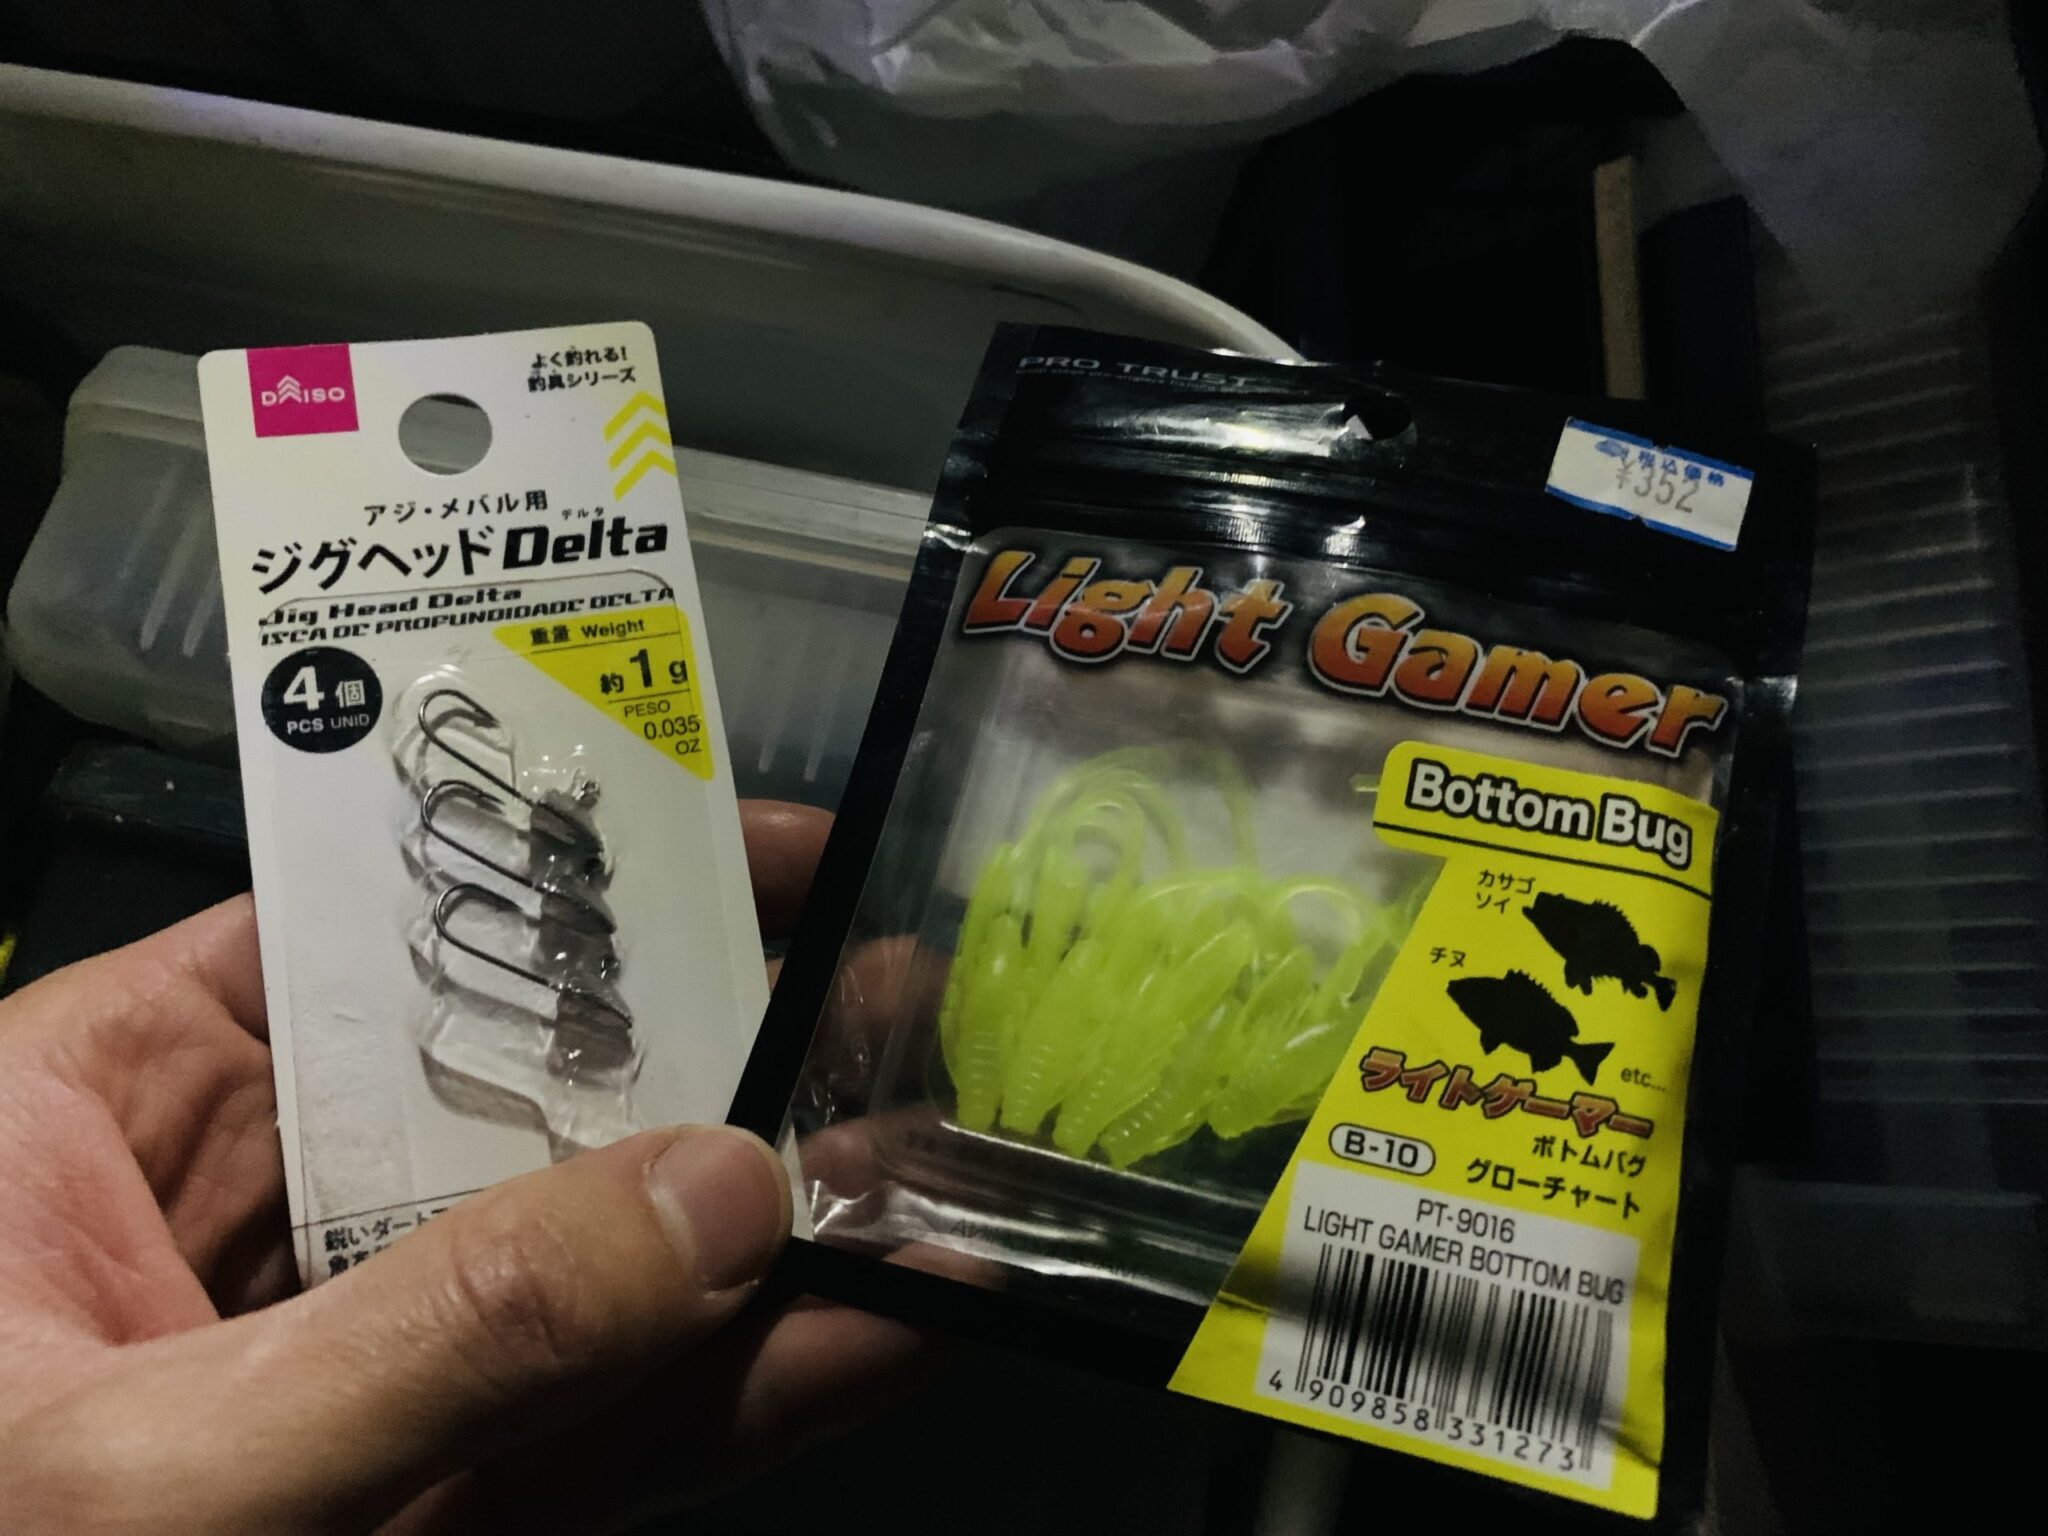 DAISO
よく釣れる!
釣具シリーズ
アジ・メバル用
デルタ
ジグヘッドDelta
Jig Head Delta
ISCA DE PROFUNDIDADE DELTA
重量 Weight
約1g
PESO
0.035
OZ
4個
PCS UNID
鋭いダート
PRO TRUST
税込価格
¥352
Light Gamer
Bottom Bug
カサゴ
ソイ
チヌ
etc...
ライトゲーマー
ボトムバグ
B-10
グローチャート
PT-9016
LIGHT GAMER BOTTOM BUG
4 909858 331273